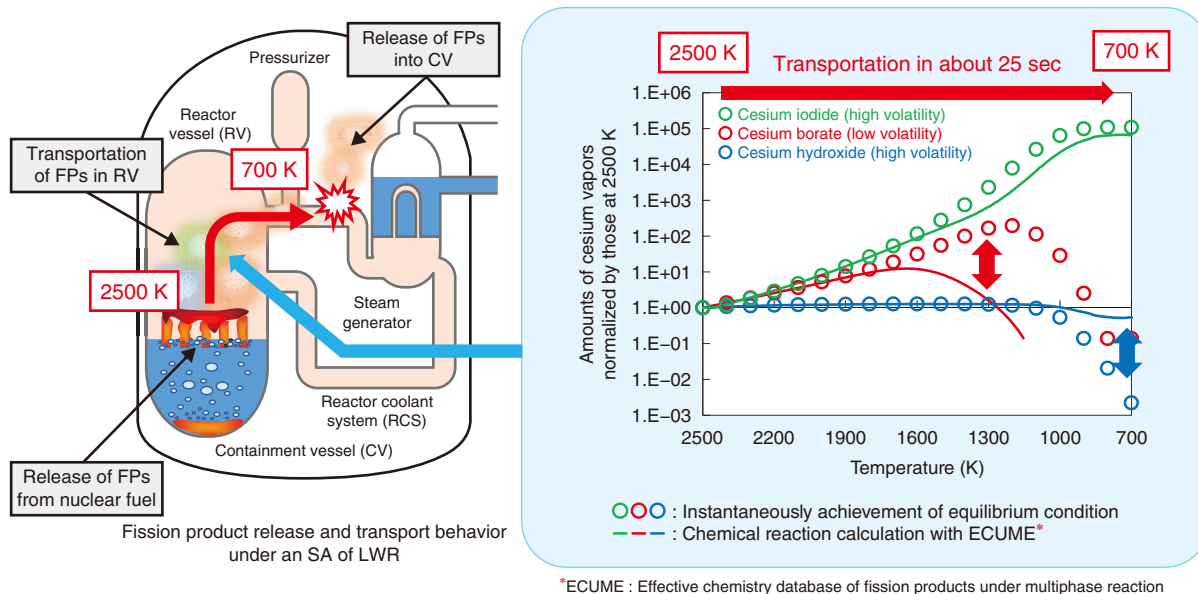 Release of FPs
into CV
Pressurizer
Reactor
vessel (RV)
Transportation
of FPs in RV
700 K
2500 K
Steam
generator
Reactor coolant
system (RCS)
Containment vessel (CV)
Release of FPs
from nuclear fuel
Fission product release and transport behavior
under an SA of LWR
2500 K
700 K
Transportation in about 25 sec
Amounts of cesium vapors
normalized by those at 2500 K
1.E+06
1.E+05
1.E+04
1.E+03
1.E+02
1.E+01
1.E+00
1.E-01
1.E-02
1.E-03
Cesium iodide (high volatility)
Cesium borate (low volatility)
Cesium hydroxide (high volatility)
2500 2200 1900 1600 1300 1000 700
Temperature (K)
: Instantaneously achievement of equilibrium condition
: Chemical reaction calculation with ECUME*
*ECUME : Effective chemistry database of fission products under multiphase reaction